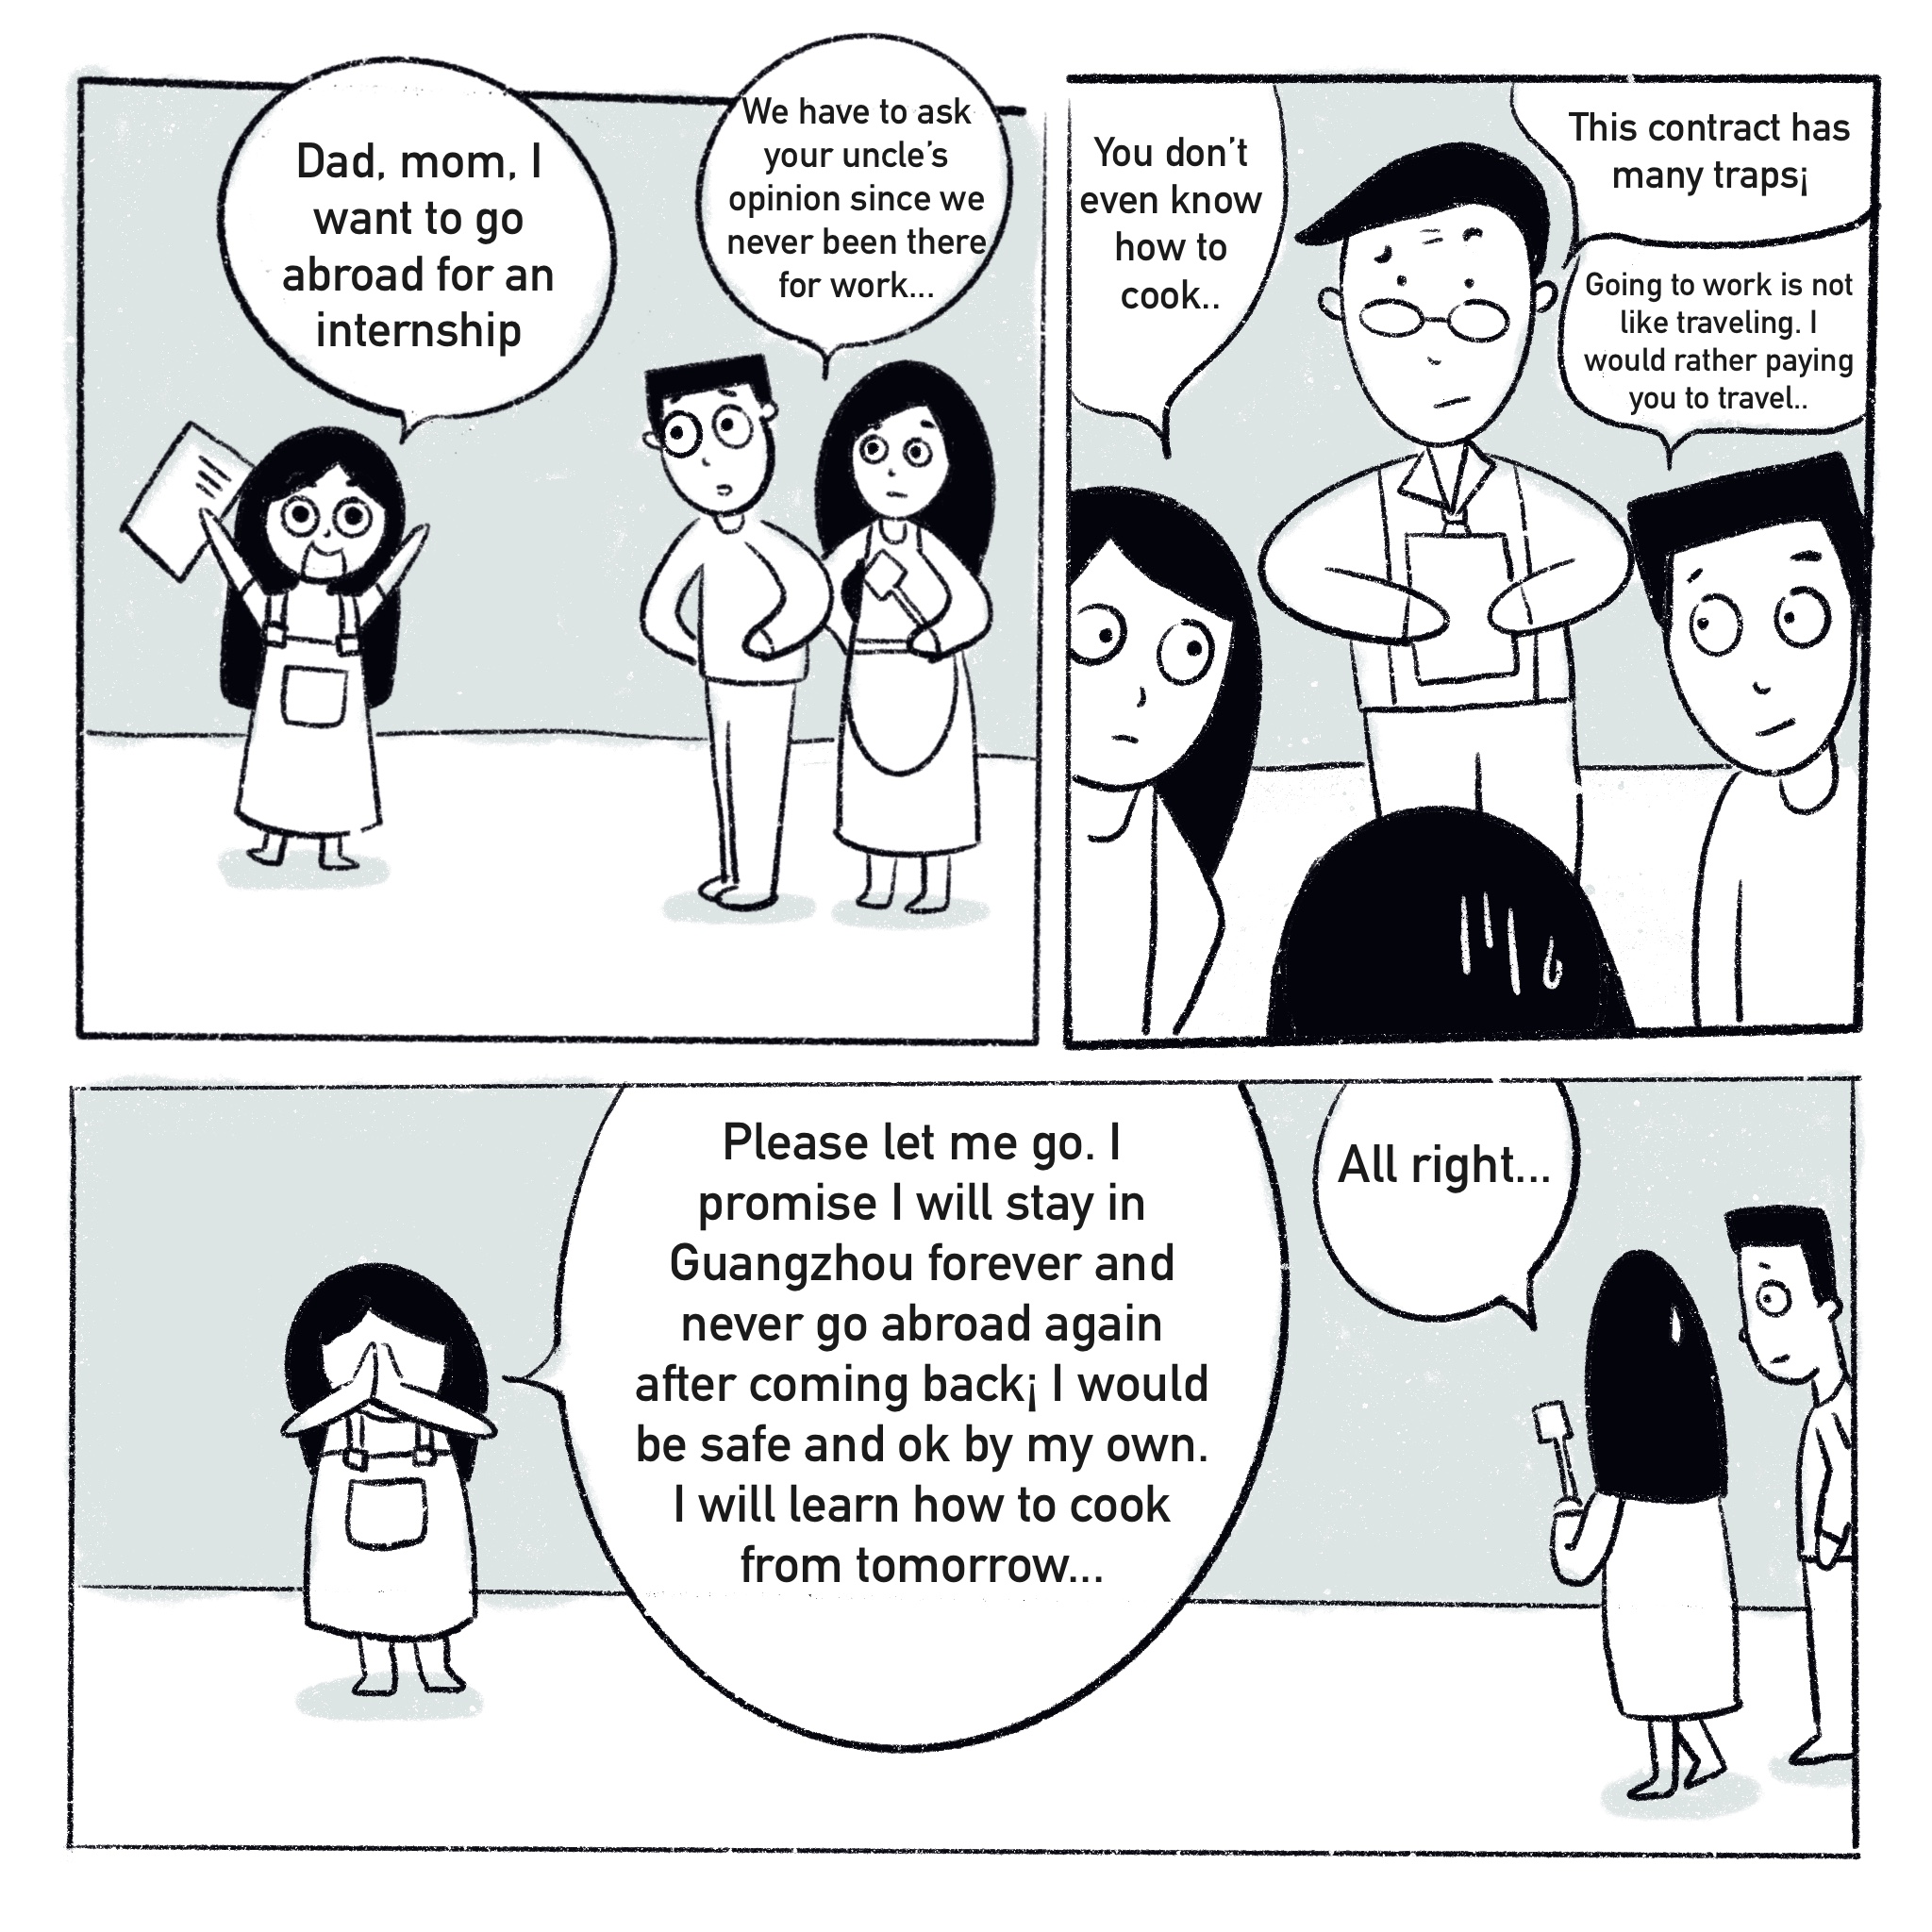 Dad, mom, I
want to go
abroad for an
internship
We have to ask
your uncle's
opinion since we
never been there
for work...
You don't
even know
how to
cook..
This contract has
many traps¡
Going to work is not
like traveling. I
would rather paying
you to travel..
Please let me go. I
promise I will stay in
Guangzhou forever and
never go abroad again
after coming back¡ I would
be safe and ok by my own.
I will learn how to cook
from tomorrow...
All right...